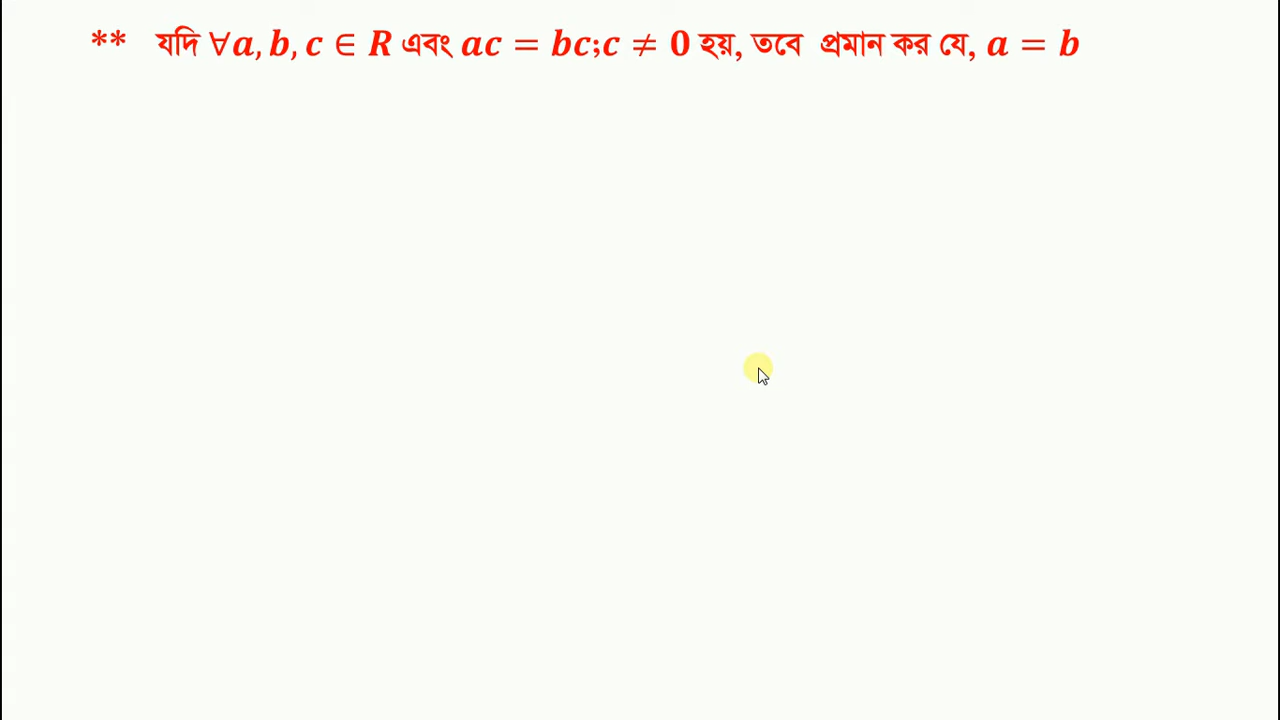 ** যদি ∀a, b, c ∈ R এবং ac = bc; c ≠ 0 হয়, তবে প্রমান কর যে, a = b